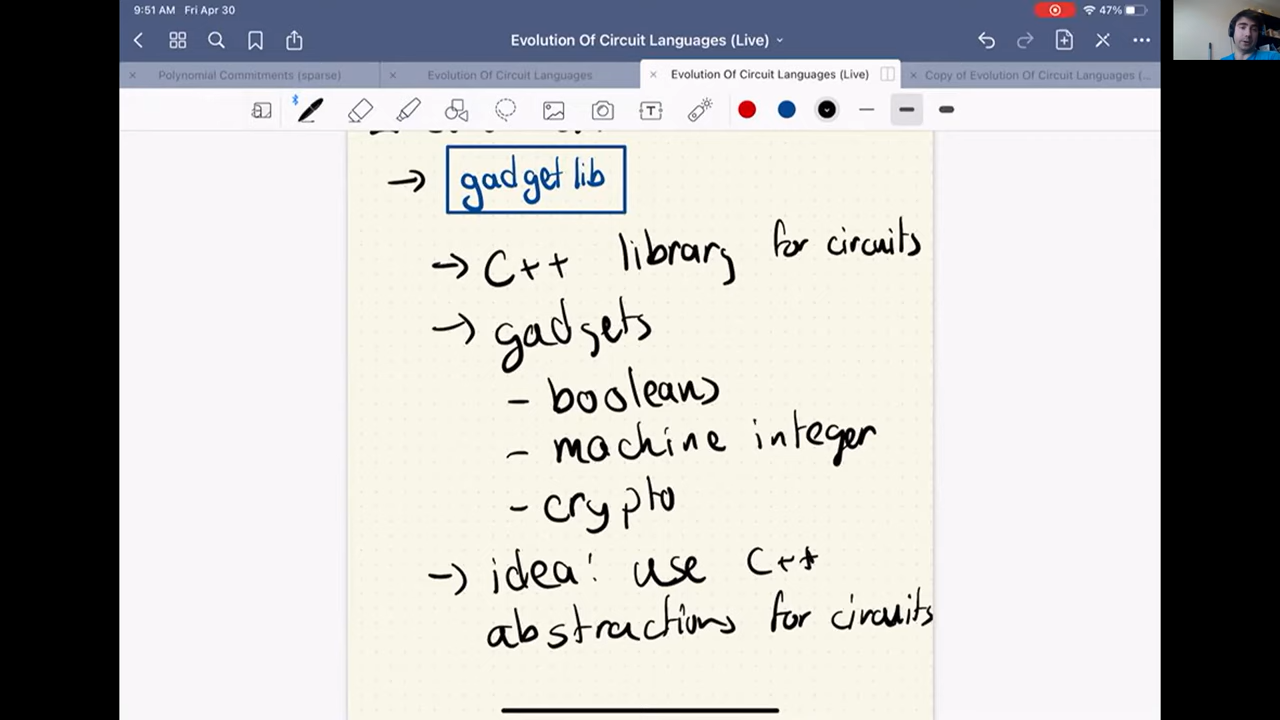 9:51 AM Fri Apr 30
47%
Evolution Of Circuit Languages (Live)
Polynomial Commitments (sparse)
Evolution Of Circuit Languages
Evolution Of Circuit Languages (Live)
Copy of Evolution Of Circuit Languages (...
→ gadget lib
→ C++ library for circuits
→ gadgets
- booleans
- machine integer
- crypto
→ idea: use C++
abstractions for circuits